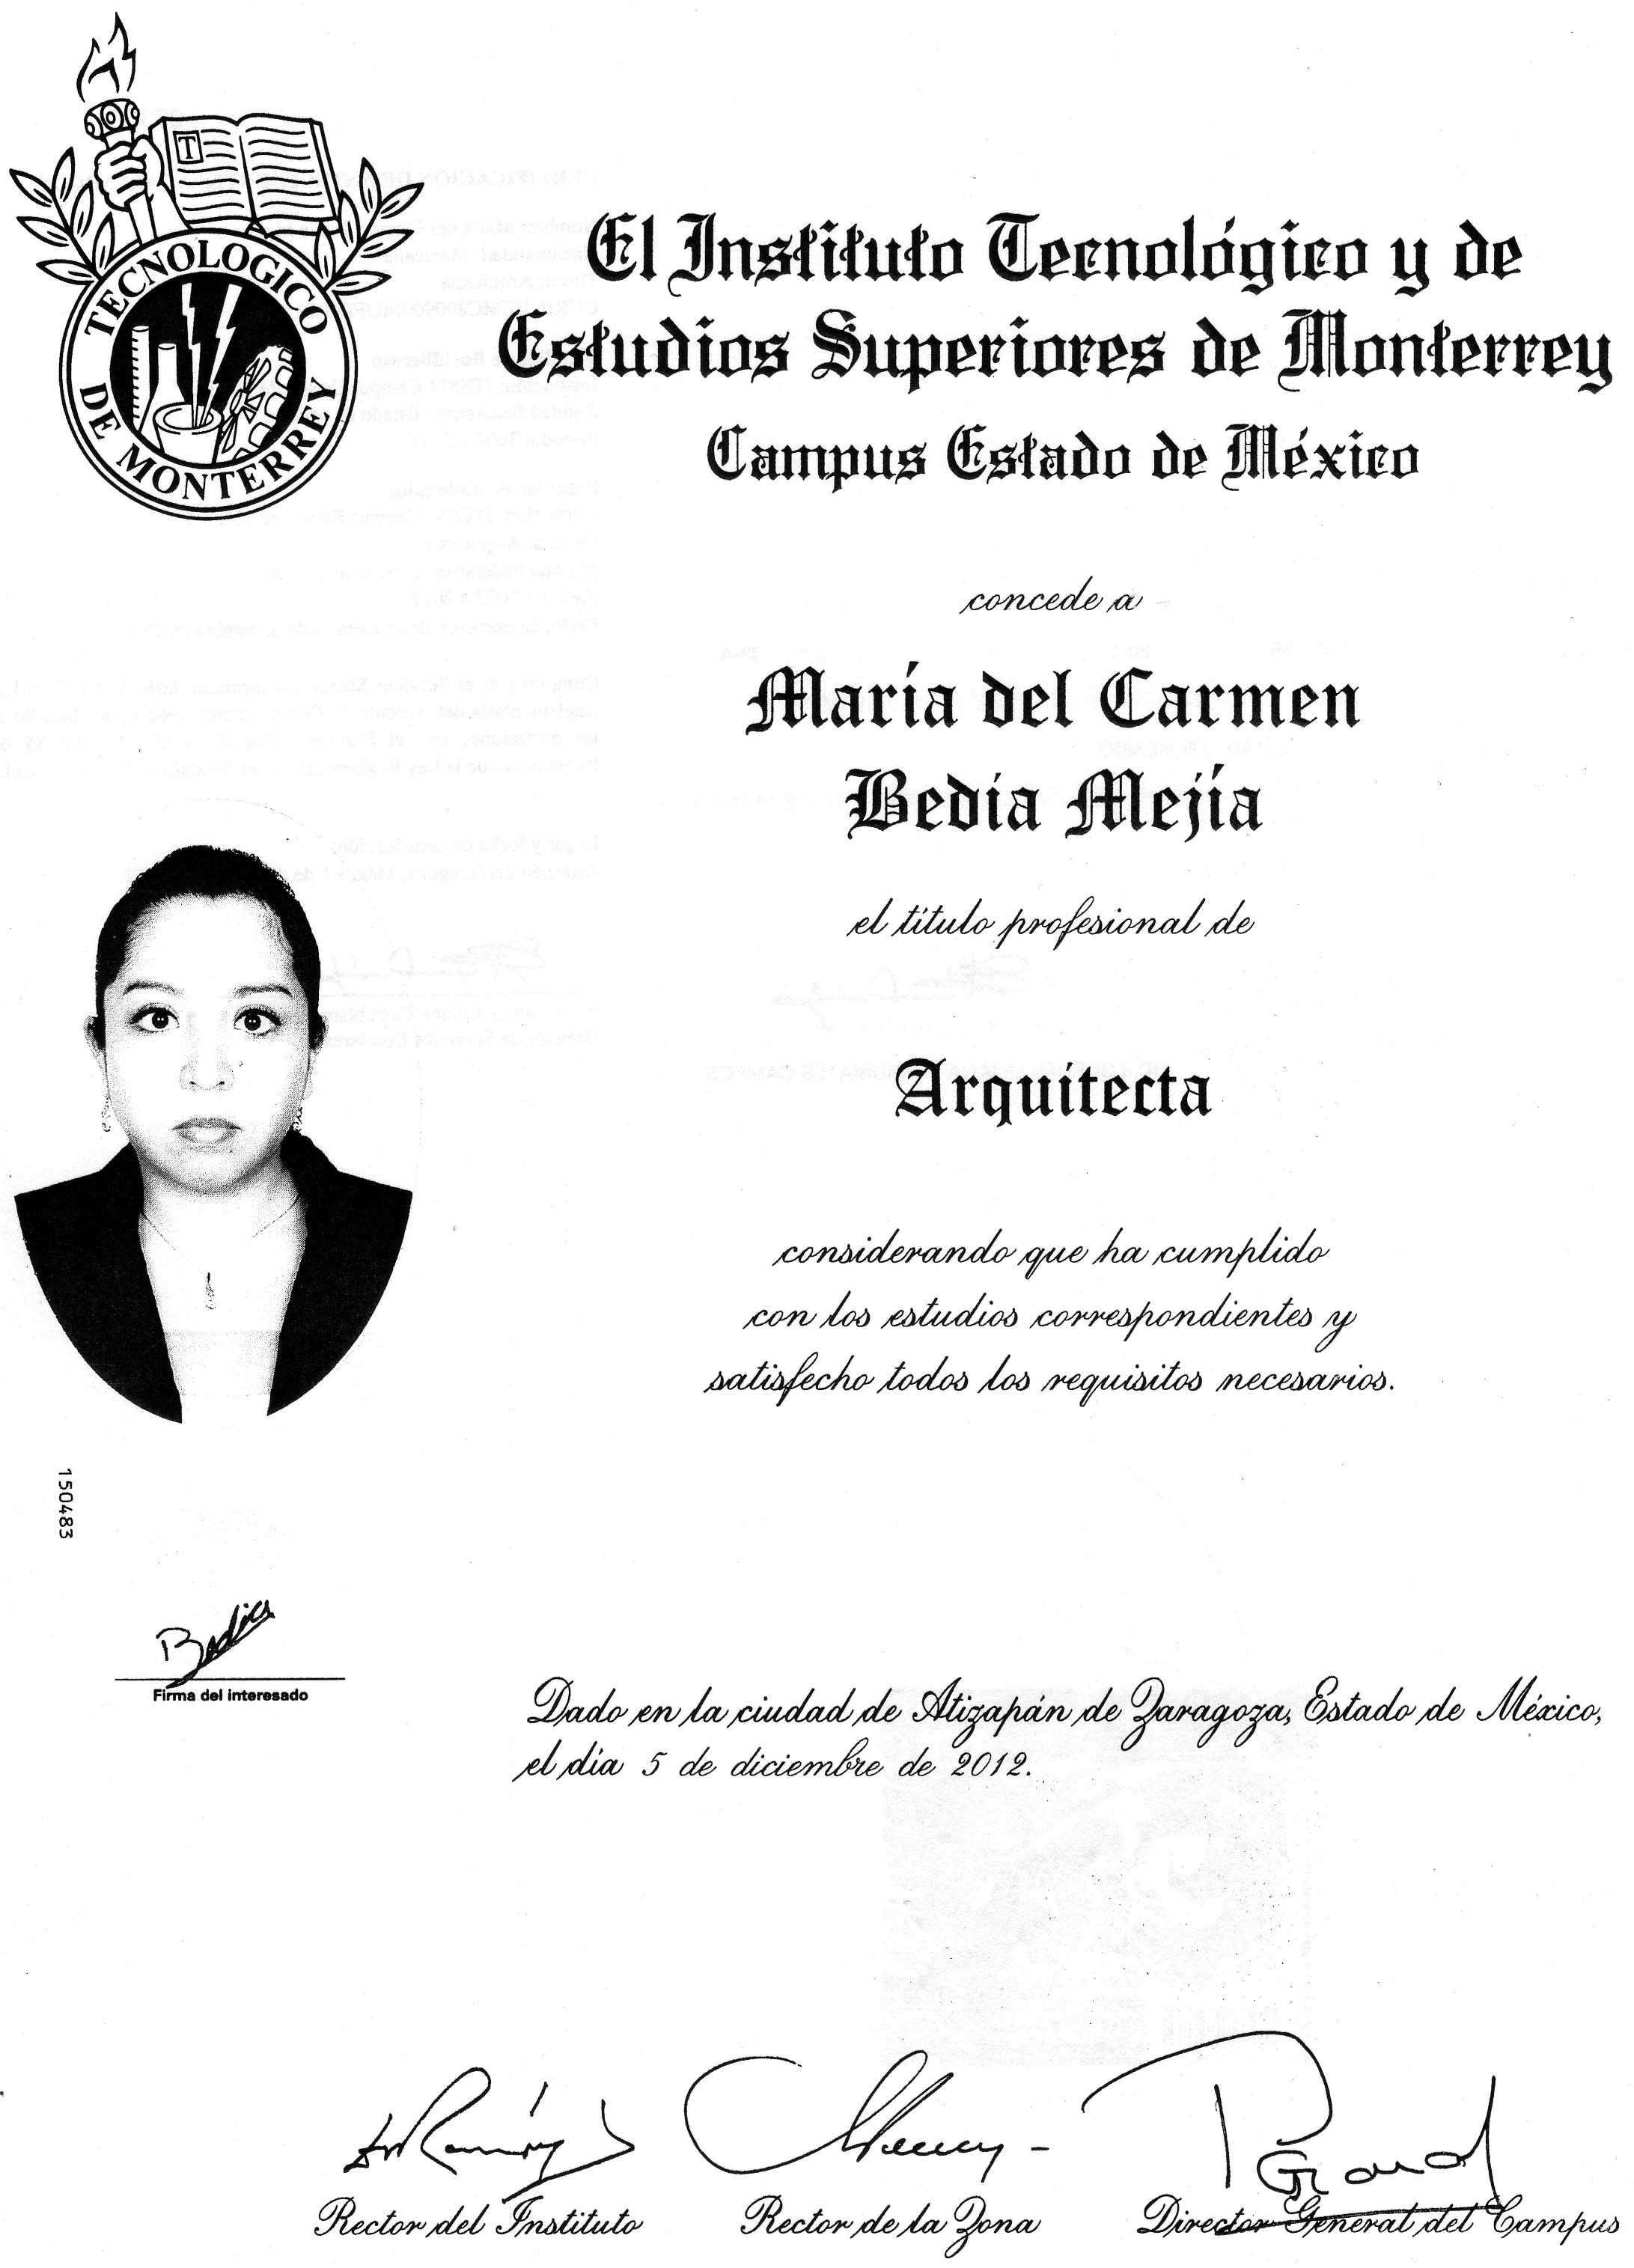 TECNOLOGICO
DE MONTERREY
T
El Instituto Tecnológico y de
Estudios Superiores de Monterrey
Campus Estado de México
concede a
María del Carmen
Bedia Mejía
el título profesional de
Arquitecta
considerando que ha cumplido
con los estudios correspondientes y
satisfecho todos los requisitos necesarios.
150483
Bedia
Firma del interesado
Dado en la ciudad de Atizapán de Zaragoza, Estado de México,
el día 5 de diciembre de 2012.
Rector del Instituto
Rector de la Zona
Director General del Campus